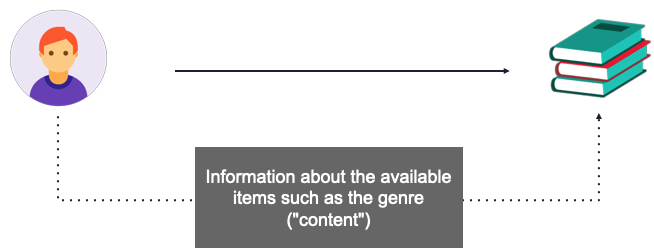 Information about the available
items such as the genre
("content")